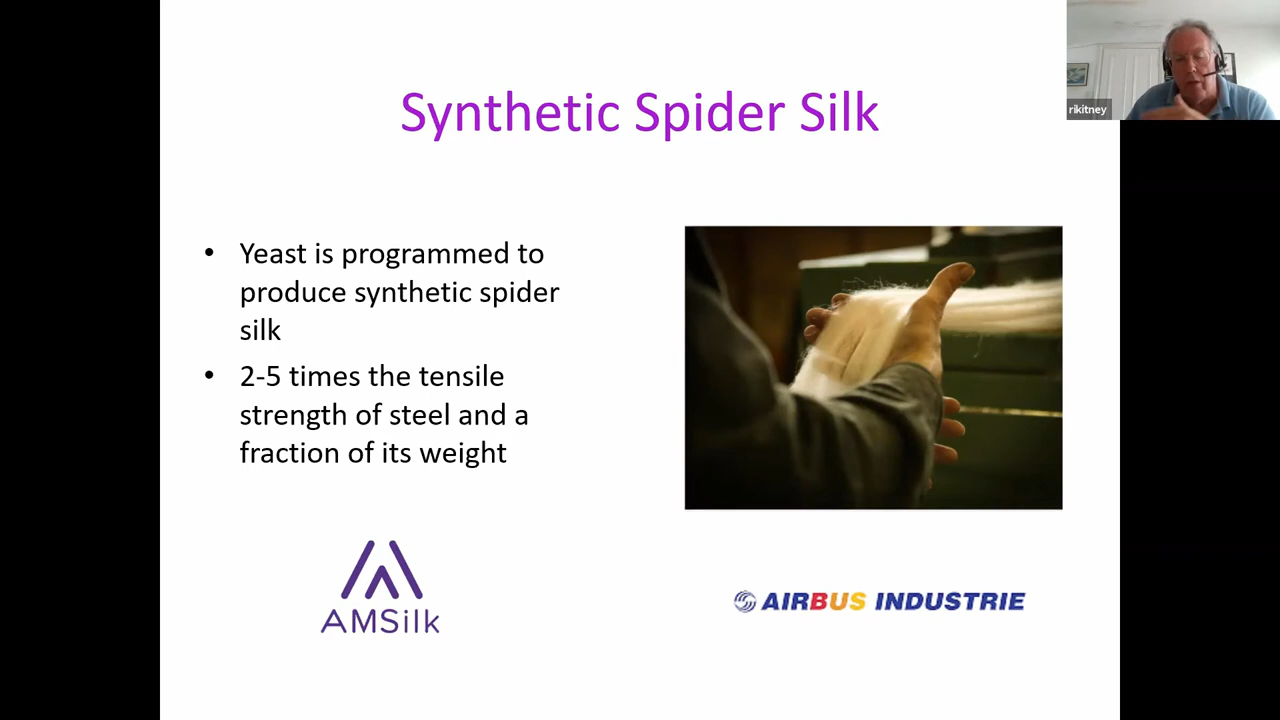 Synthetic Spider Silk
rikitney
• Yeast is programmed to
produce synthetic spider
silk
• 2-5 times the tensile
strength of steel and a
fraction of its weight
AMSilk
AIRBUS INDUSTRIE